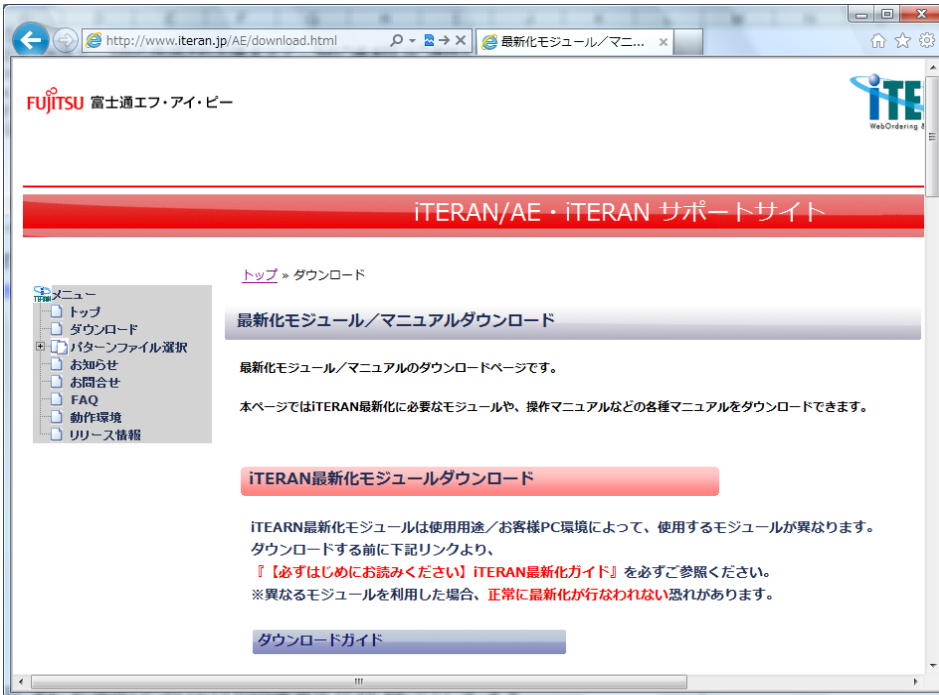 http://www.iteran.jp/AE/download.html
最新化モジュール／マニ...
FUJITSU 富士通エフ・アイ・ピー
iTE
WebOrdering &
iTERAN/AE・iTERAN サポートサイト
トップ » ダウンロード
メニュー
トップ
ダウンロード
パターンファイル選択
お知らせ
お問合せ
FAQ
動作環境
リリース情報
最新化モジュール／マニュアルダウンロード
最新化モジュール／マニュアルのダウンロードページです。
本ページではiTERAN最新化に必要なモジュールや、操作マニュアルなどの各種マニュアルをダウンロードできます。
iTERAN最新化モジュールダウンロード
iTEARN最新化モジュールは使用用途／お客様PC環境によって、使用するモジュールが異なります。
ダウンロードする前に下記リンクより、
『【必ずはじめにお読みください】iTERAN最新化ガイド』を必ずご参照ください。
※異なるモジュールを利用した場合、正常に最新化が行なわれない恐れがあります。
ダウンロードガイド